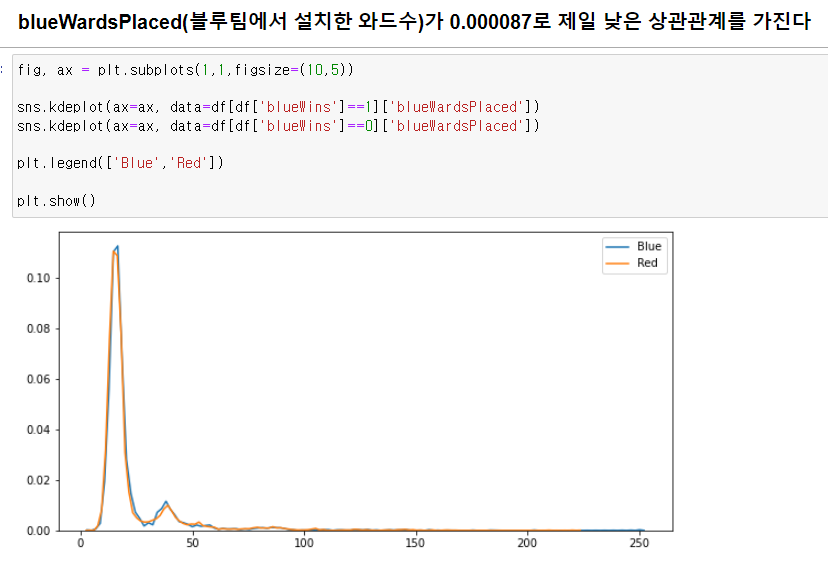 blueWardsPlaced(블루팀에서 설치한 와드수)가 0.000087로 제일 낮은 상관관계를 가진다
fig, ax = plt.subplots(1,1,figsize=(10,5))
sns.kdeplot(ax=ax, data=df[df['blueWins']==1]['blueWardsPlaced'])
sns.kdeplot(ax=ax, data=df[df['blueWins']==0]['blueWardsPlaced'])
plt.legend(['Blue','Red'])
plt.show()
Blue
Red
0.10
0.08
0.06
0.04
0.02
0.00
0 50 100 150 200 250